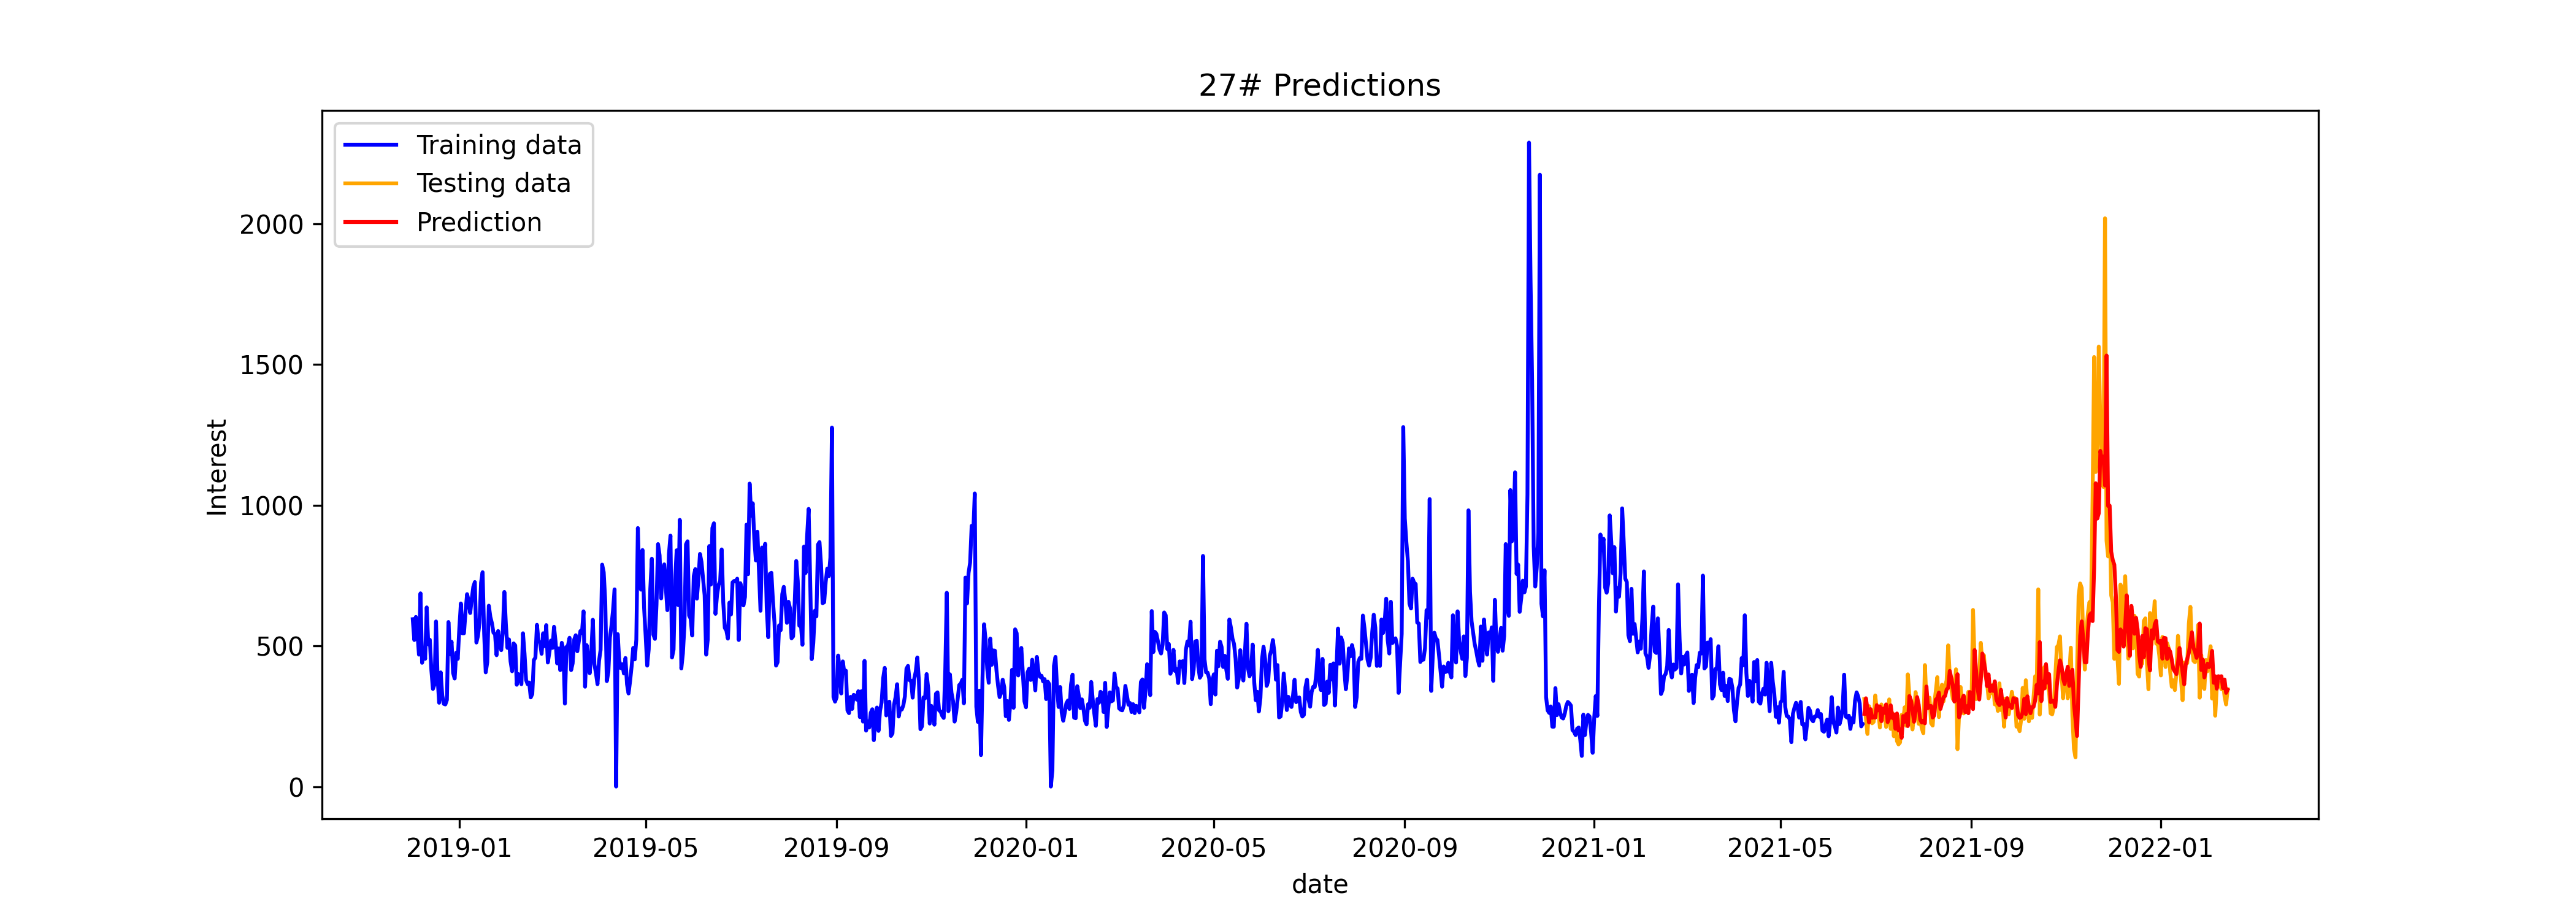 27# Predictions
Training data
Testing data
Prediction
Interest
2000
1500
1000
500
0
2019-01 2019-05 2019-09 2020-01 2020-05 2020-09 2021-01 2021-05 2021-09 2022-01
date